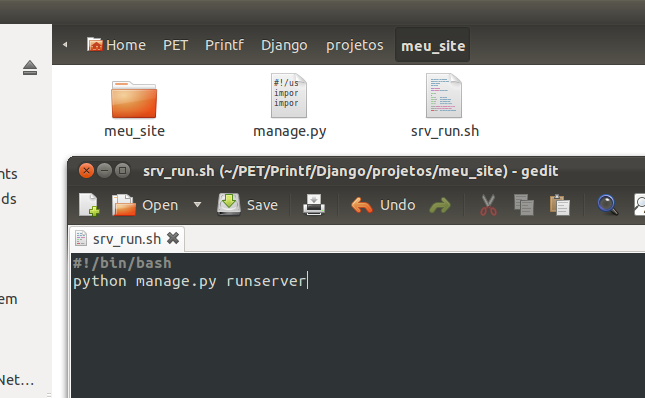 Home PET Printf Django projetos meu_site
#!/us
impor
impor
meu_site manage.py srv_run.sh
nts
ds
em
Net...
srv_run.sh (~/PET/Printf/Django/projetos/meu_site) - gedit
Open Save Undo
srv_run.sh
#!/bin/bash
python manage.py runserver